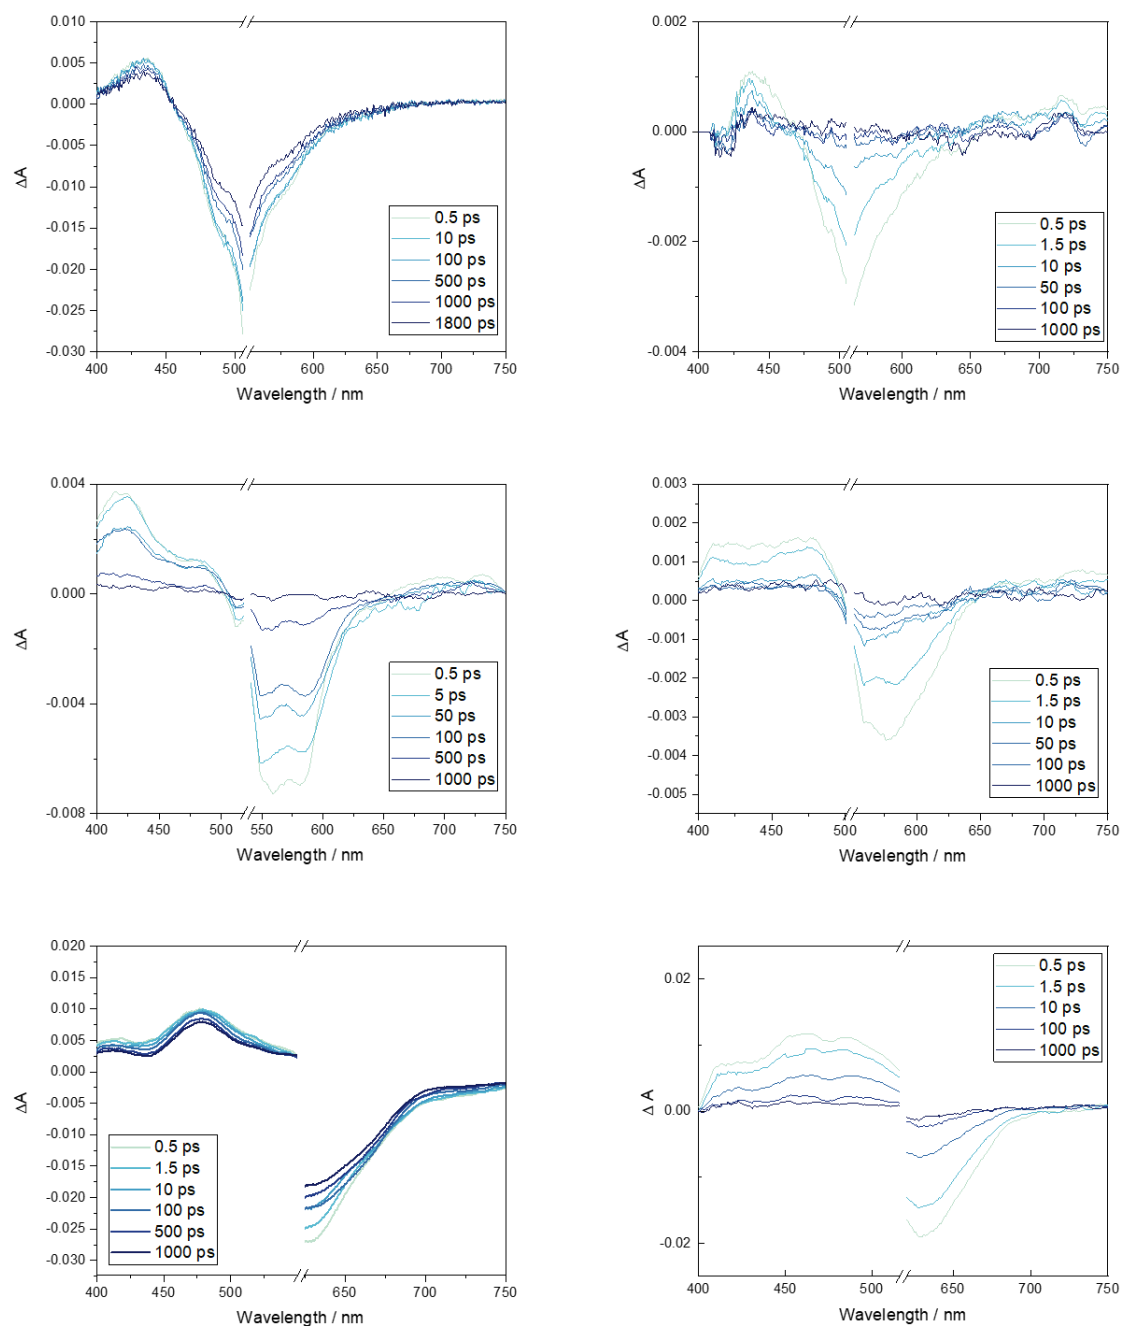 0.010
0.005
0.000
-0.005
-0.010
-0.015
-0.020
-0.025
-0.030
ΔA
0.5 ps
10 ps
100 ps
500 ps
1000 ps
1800 ps
400 450 500 600 650 700 750
Wavelength / nm
0.002
0.000
-0.002
-0.004
ΔA
0.5 ps
1.5 ps
10 ps
50 ps
100 ps
1000 ps
400 450 500 600 650 700 750
Wavelength / nm
0.004
0.000
-0.004
-0.008
ΔA
0.5 ps
5 ps
50 ps
100 ps
500 ps
1000 ps
400 450 500 550 600 650 700 750
Wavelength / nm
0.003
0.002
0.001
0.000
-0.001
-0.002
-0.003
-0.004
-0.005
ΔA
0.5 ps
1.5 ps
10 ps
50 ps
100 ps
1000 ps
400 450 500 600 650 700 750
Wavelength / nm
0.020
0.015
0.010
0.005
0.000
-0.005
-0.010
-0.015
-0.020
-0.025
-0.030
ΔA
0.5 ps
1.5 ps
10 ps
100 ps
500 ps
1000 ps
400 450 500 650 700 750
Wavelength / nm
0.02
0.00
-0.02
Δ A
0.5 ps
1.5 ps
10 ps
100 ps
1000 ps
400 450 500 650 700 750
Wavelength / nm